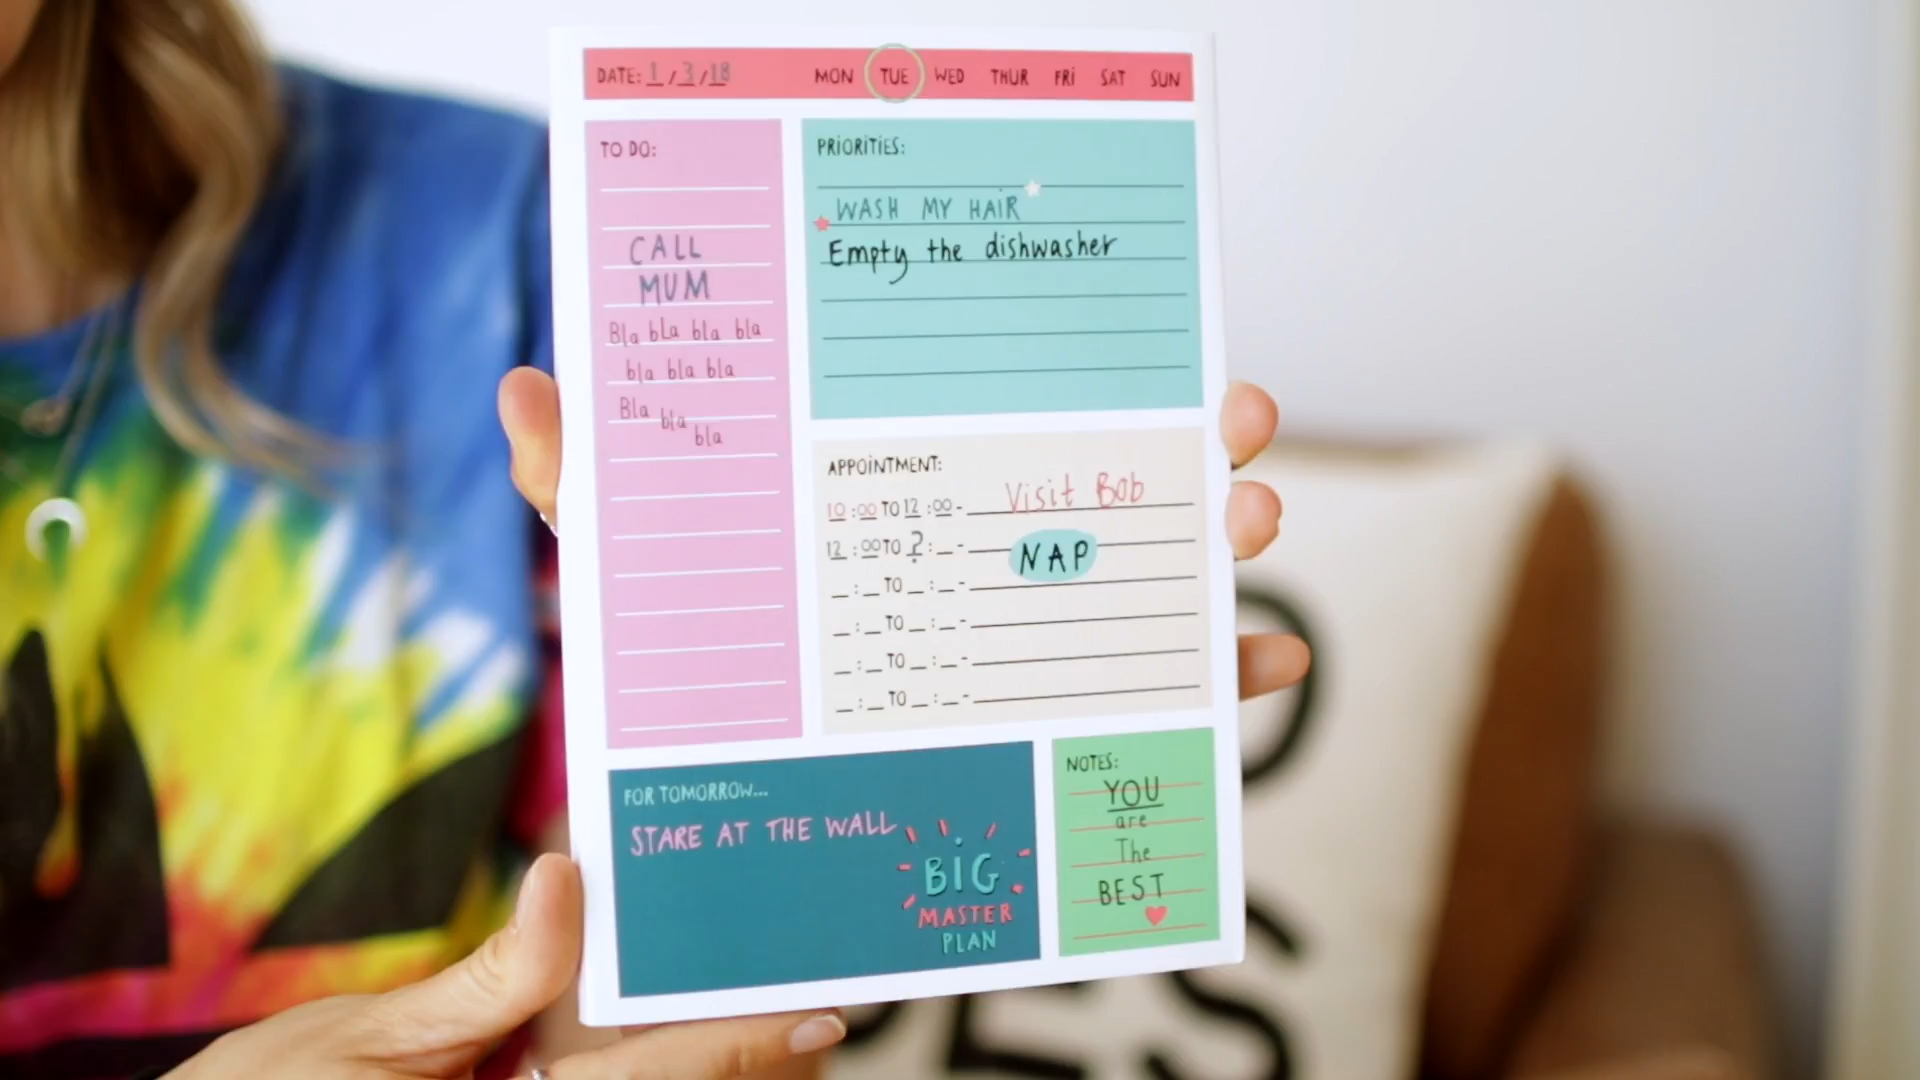 DATE: 1/3/18 MON TUE WED THUR FRI SAT SUN
TO DO:
CALL
MUM
Bla bla bla bla
bla bla bla
Bla bla bla
PRIORITIES:
WASH MY HAIR
Empty the dishwasher
APPOINTMENT:
10:00 TO 12:00- Visit Bob
12:00 TO ?:_- NAP
_:_ TO _:_-
_:_ TO _:_-
_:_ TO _:_-
_:_ TO _:_-
FOR TOMORROW...
STARE AT THE WALL
BIG
MASTER
PLAN
NOTES:
YOU
are
The
BEST